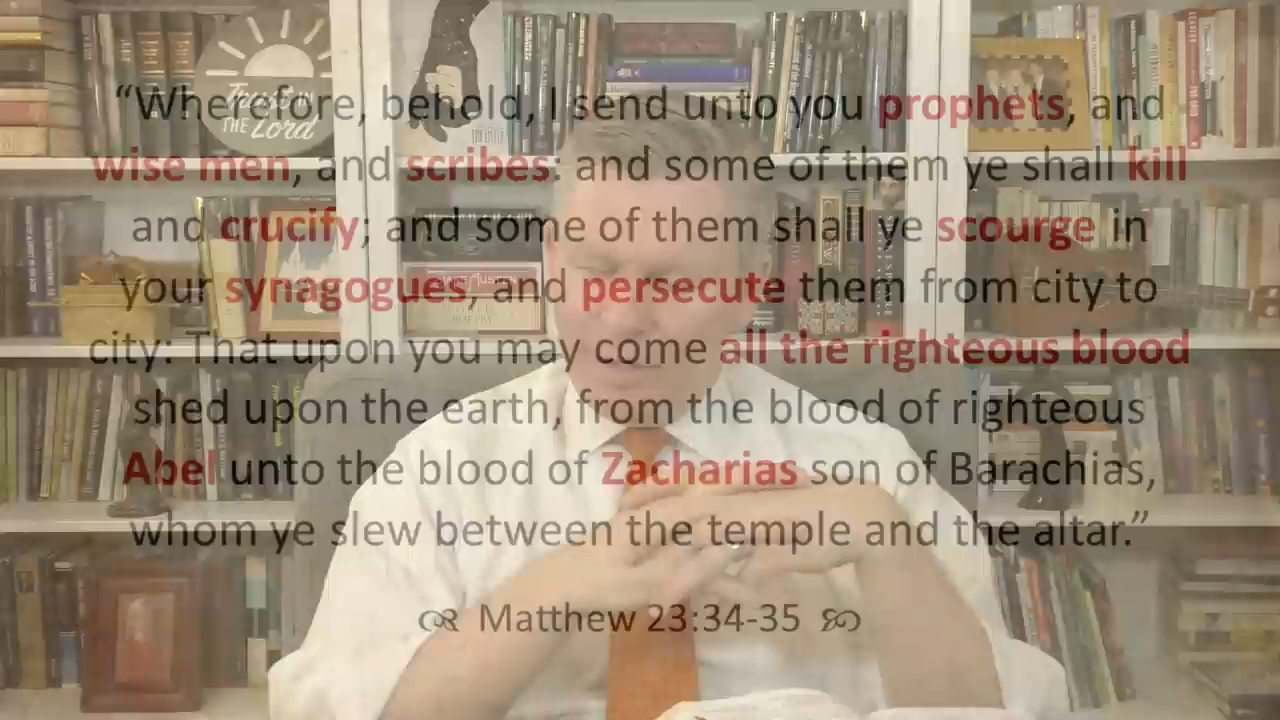 Trust IN
THE Lord
“Wherefore, behold, I send unto you prophets, and
wise men, and scribes: and some of them ye shall kill
and crucify; and some of them shall ye scourge in
your synagogues, and persecute them from city to
city: That upon you may come all the righteous blood
shed upon the earth, from the blood of righteous
Abel unto the blood of Zacharias son of Barachias,
whom ye slew between the temple and the altar.”
Matthew 23:34-35